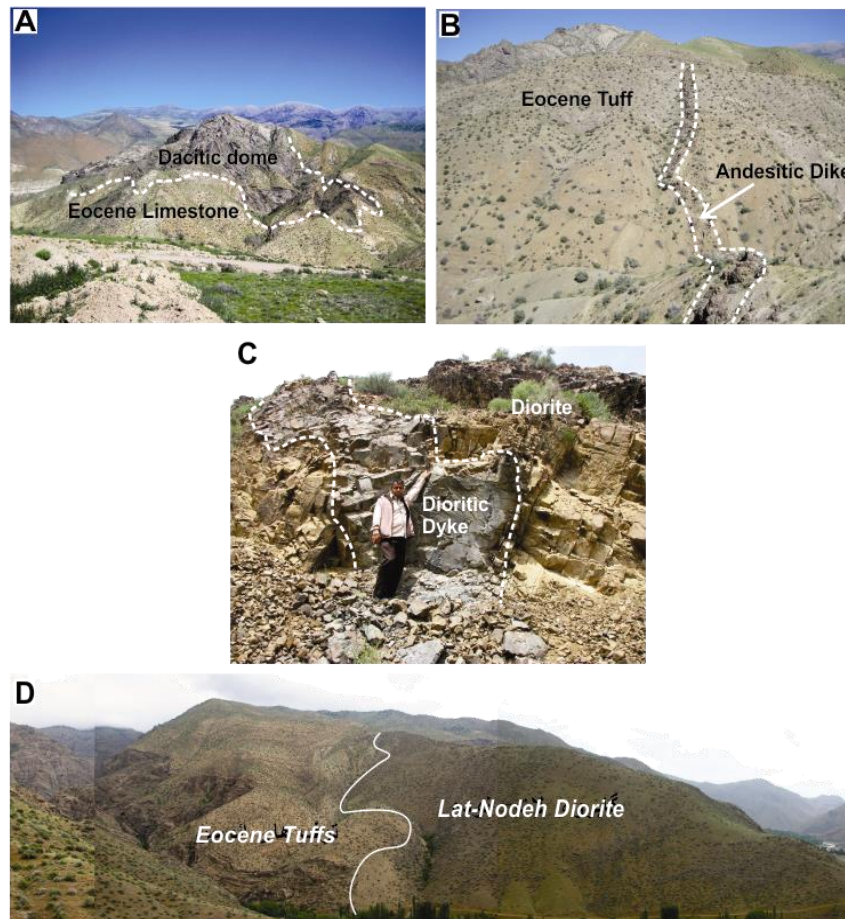 A
Dacitic dome
Eocene Limestone
B
Eocene Tuff
Andesitic Dike
C
Diorite
Dioritic
Dyke
D
Lat-Nodeh Diorite
Eocene Tuffs